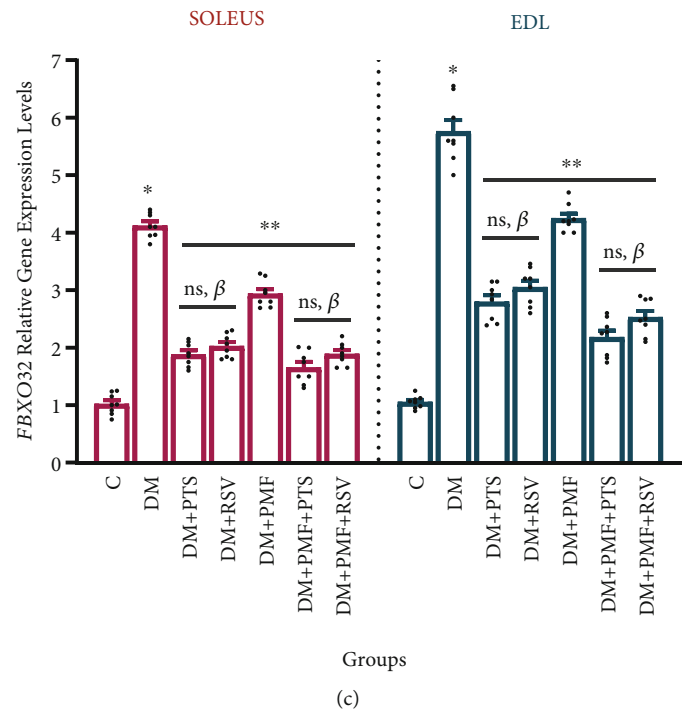 SOLEUS
EDL
FBXO32 Relative Gene Expression Levels
7
6
5
4
3
2
1
0
*
**
ns, β
ns, β
*
**
ns, β
ns, β
C
DM
DM+PTS
DM+RSV
DM+PMF
DM+PMF+PTS
DM+PMF+RSV
C
DM
DM+PTS
DM+RSV
DM+PMF
DM+PMF+PTS
DM+PMF+RSV
Groups
(c)